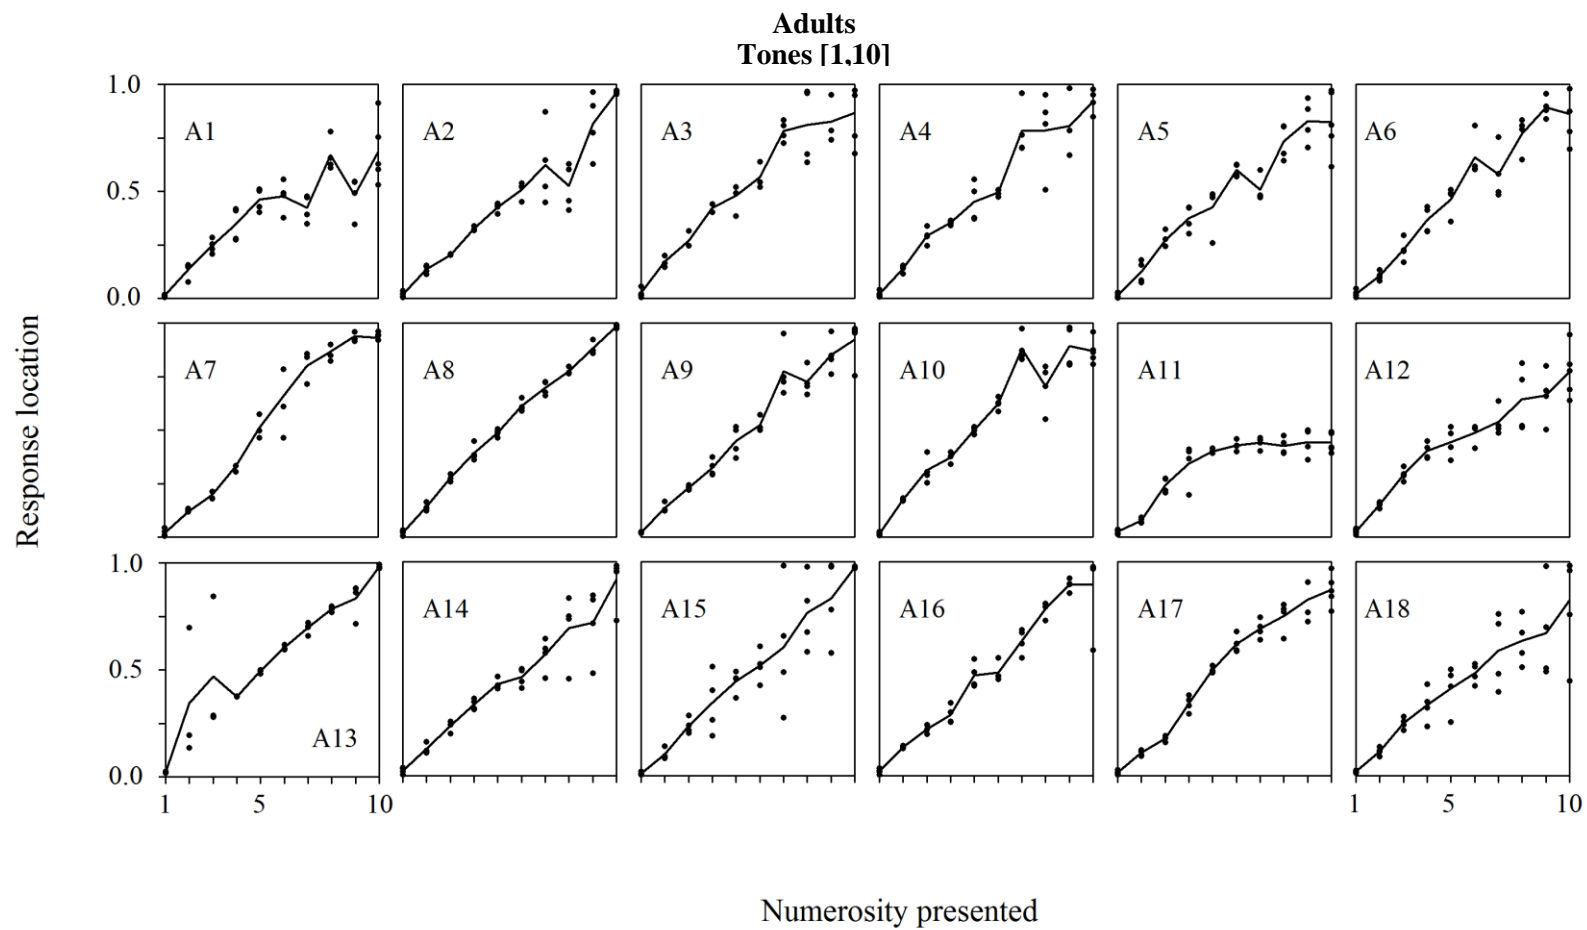 Adults
Tones [1,10]
1.0
0.5
0.0
A1
A2
A3
A4
A5
A6
Response location
A7
A8
A9
A10
A11
A12
1.0
0.5
0.0
A13
A14
A15
A16
A17
A18
1 5 10
1 5 10
Numerosity presented